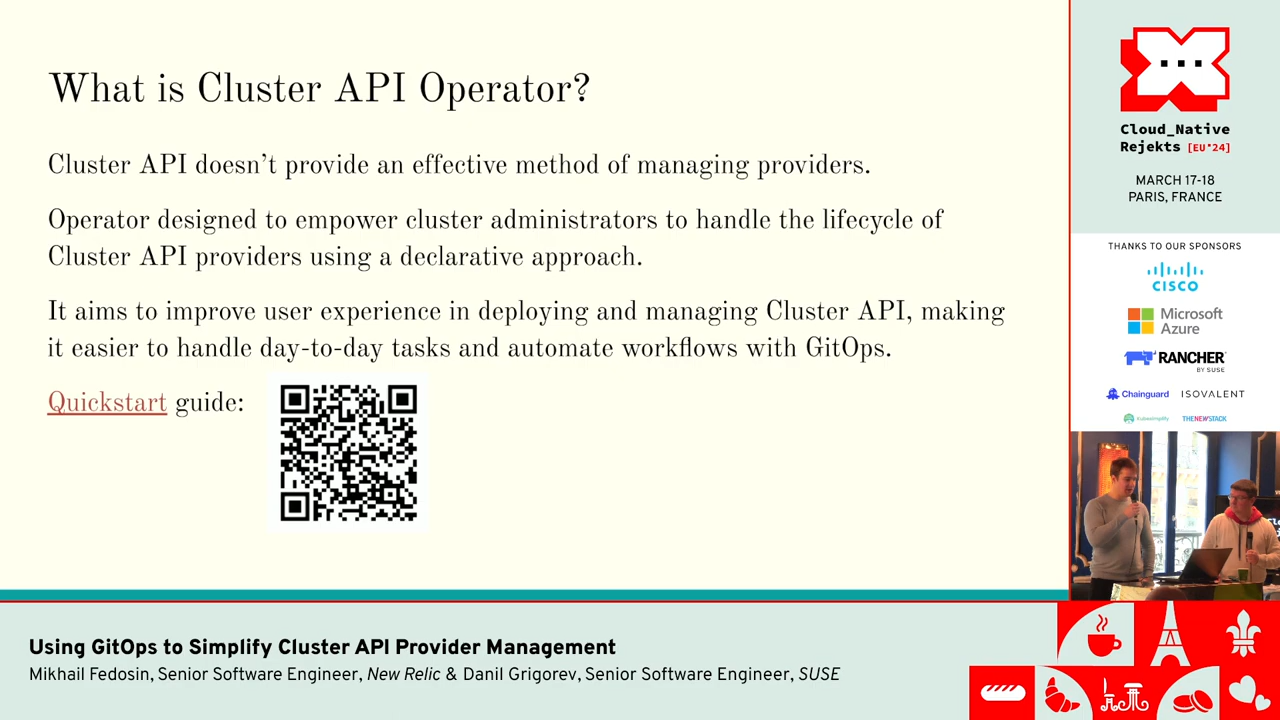 What is Cluster API Operator?
Cluster API doesn't provide an effective method of managing providers.
Operator designed to empower cluster administrators to handle the lifecycle of
Cluster API providers using a declarative approach.
It aims to improve user experience in deploying and managing Cluster API, making
it easier to handle day-to-day tasks and automate workflows with GitOps.
Quickstart guide:
Cloud_Native
Rejekts [EU'24]
MARCH 17-18
PARIS, FRANCE
THANKS TO OUR SPONSORS
CISCO
Microsoft
Azure
RANCHER
BY SUSE
Chainguard ISOVALENT
Kubesimplify THENEWSTACK
Using GitOps to Simplify Cluster API Provider Management
Mikhail Fedosin, Senior Software Engineer, New Relic & Danil Grigorev, Senior Software Engineer, SUSE